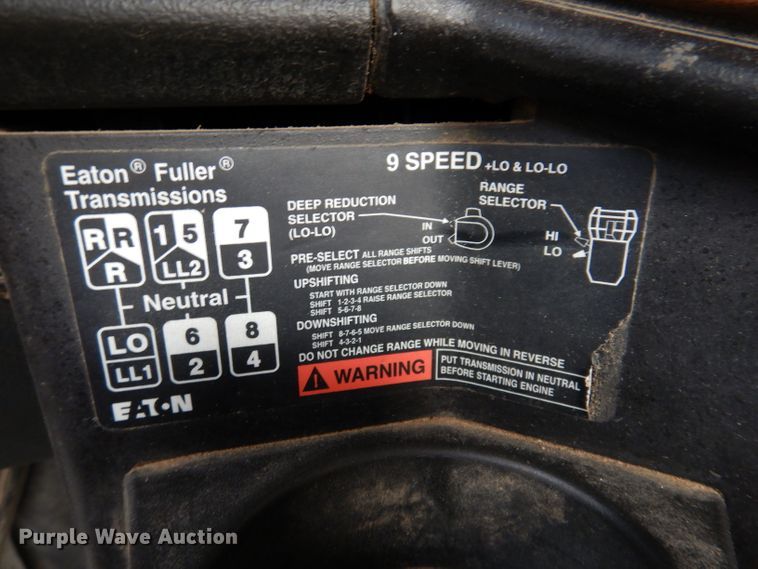 Eaton® Fuller®
Transmissions
9 SPEED +LO & LO-LO
R R
R
1 5
LL2
7
3
Neutral
LO
LL1
6
2
8
4
EATON
DEEP REDUCTION
SELECTOR
(LO-LO)
IN
OUT
RANGE
SELECTOR
HI
LO
PRE-SELECT ALL RANGE SHIFTS
(MOVE RANGE SELECTOR BEFORE MOVING SHIFT LEVER)
UPSHIFTING
START WITH RANGE SELECTOR DOWN
SHIFT 1-2-3-4 RAISE RANGE SELECTOR
SHIFT 5-6-7-8
DOWNSHIFTING
SHIFT 8-7-6-5 MOVE RANGE SELECTOR DOWN
SHIFT 4-3-2-1
DO NOT CHANGE RANGE WHILE MOVING IN REVERSE
! WARNING
PUT TRANSMISSION IN NEUTRAL
BEFORE STARTING ENGINE
Purple Wave Auction